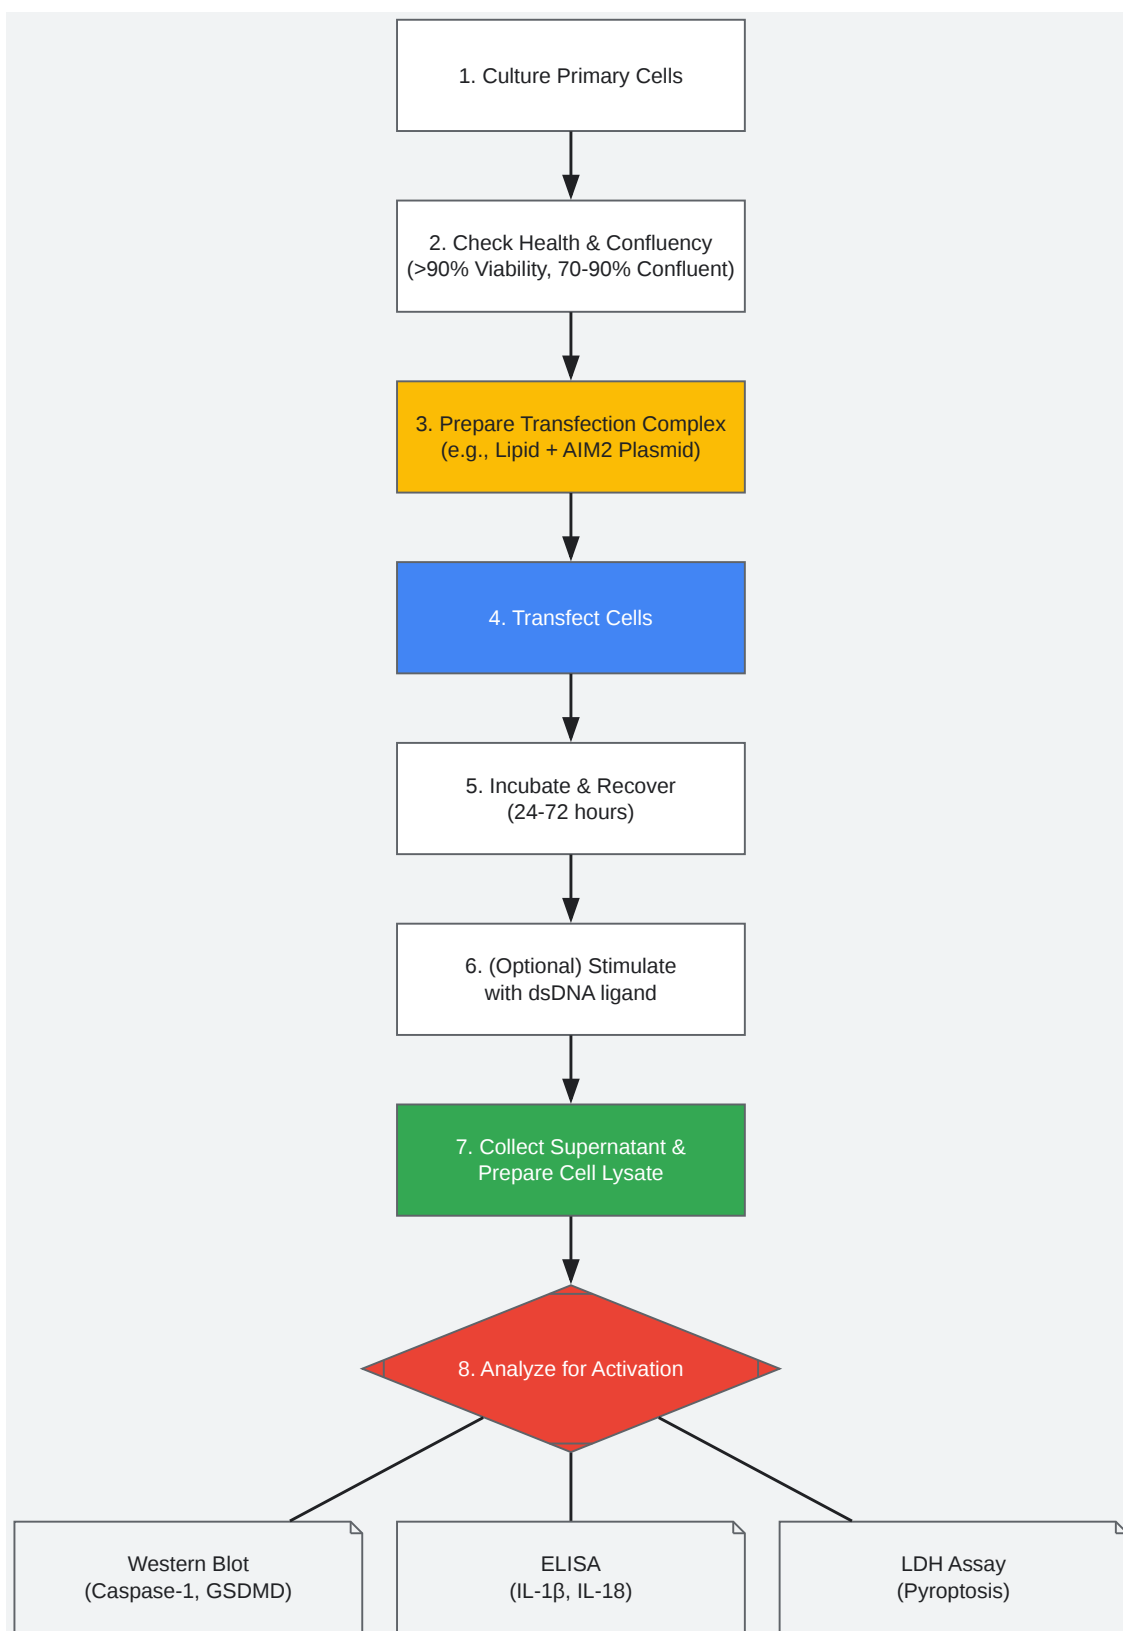 1. Culture Primary Cells
2. Check Health & Confluency
(>90% Viability, 70-90% Confluent)
3. Prepare Transfection Complex
(e.g., Lipid + AIM2 Plasmid)
4. Transfect Cells
5. Incubate & Recover
(24-72 hours)
6. (Optional) Stimulate
with dsDNA ligand
7. Collect Supernatant &
Prepare Cell Lysate
8. Analyze for Activation
Western Blot
(Caspase-1, GSDMD)
ELISA
(IL-1β, IL-18)
LDH Assay
(Pyroptosis)